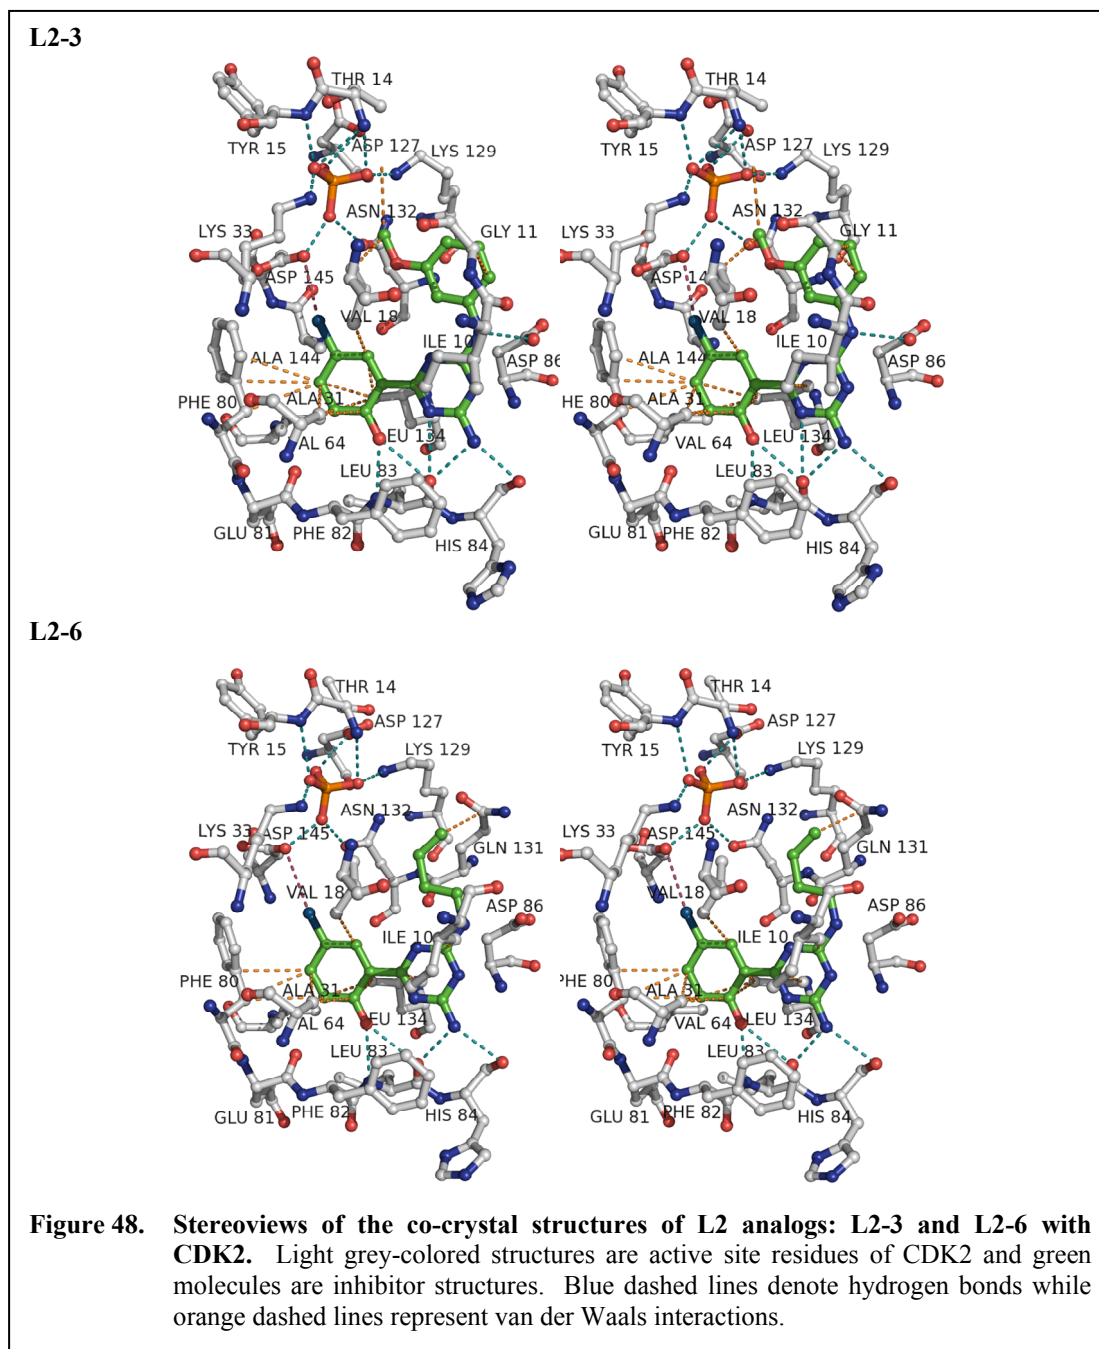 L2-3
THR 14 THR 14
TYR 15 ASP 127 LYS 129 TYR 15 ASP 127 LYS 129
LYS 33 ASN 132 GLY 11 LYS 33 ASN 132 GLY 11
ASP 145 ASP 14
VAL 18 VAL 18
ILE 10 ILE 10
ALA 144 ASP 86 ALA 144 ASP 86
PHE 80 ALA 31 HE 80 ALA 31
AL 64 EU 134 VAL 64 LEU 134
LEU 83 LEU 83
GLU 81 PHE 82 HIS 84 GLU 81 PHE 82 HIS 84
L2-6
THR 14 THR 14
TYR 15 ASP 127 TYR 15 ASP 127
LYS 129 LYS 129
LYS 33 ASP 145 ASN 132 LYS 33 ASP 145 ASN 132
GLN 131 GLN 131
VAL 18 ASP 86 VAL 18 ASP 86
ILE 10 ILE 10
PHE 80 ALA 31 PHE 80 ALA 31
AL 64 EU 134 VAL 64 LEU 134
LEU 83 LEU 83
GLU 81 PHE 82 HIS 84 GLU 81 PHE 82 HIS 84
Figure 48. Stereoviews of the co-crystal structures of L2 analogs: L2-3 and L2-6 with
CDK2. Light grey-colored structures are active site residues of CDK2 and green
molecules are inhibitor structures. Blue dashed lines denote hydrogen bonds while
orange dashed lines represent van der Waals interactions.